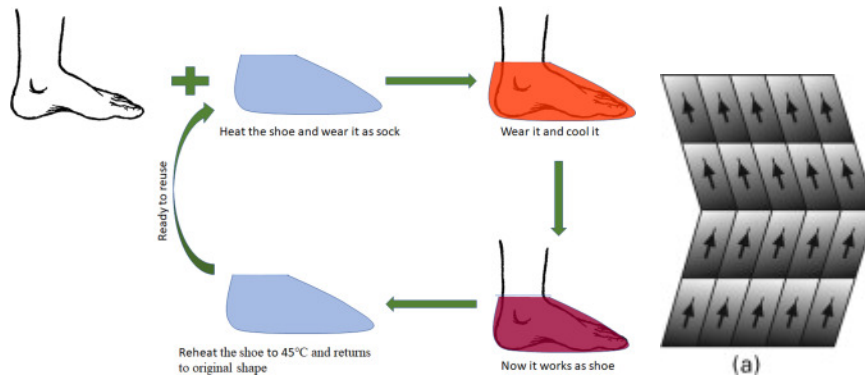 Heat the shoe and wear it as sock
Wear it and cool it
Ready to reuse
Reheat the shoe to 45°C and returns
to original shape
Now it works as shoe
(a)